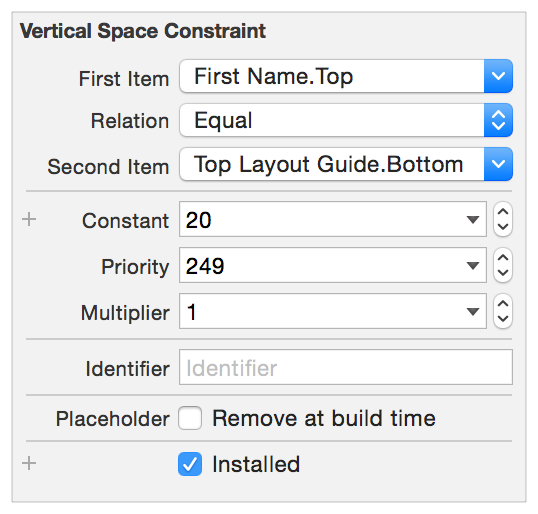 Vertical Space Constraint
First Item First Name.Top
Relation Equal
Second Item Top Layout Guide.Bottom
Constant 20
Priority 249
Multiplier 1
Identifier Identifier
Placeholder Remove at build time
Installed